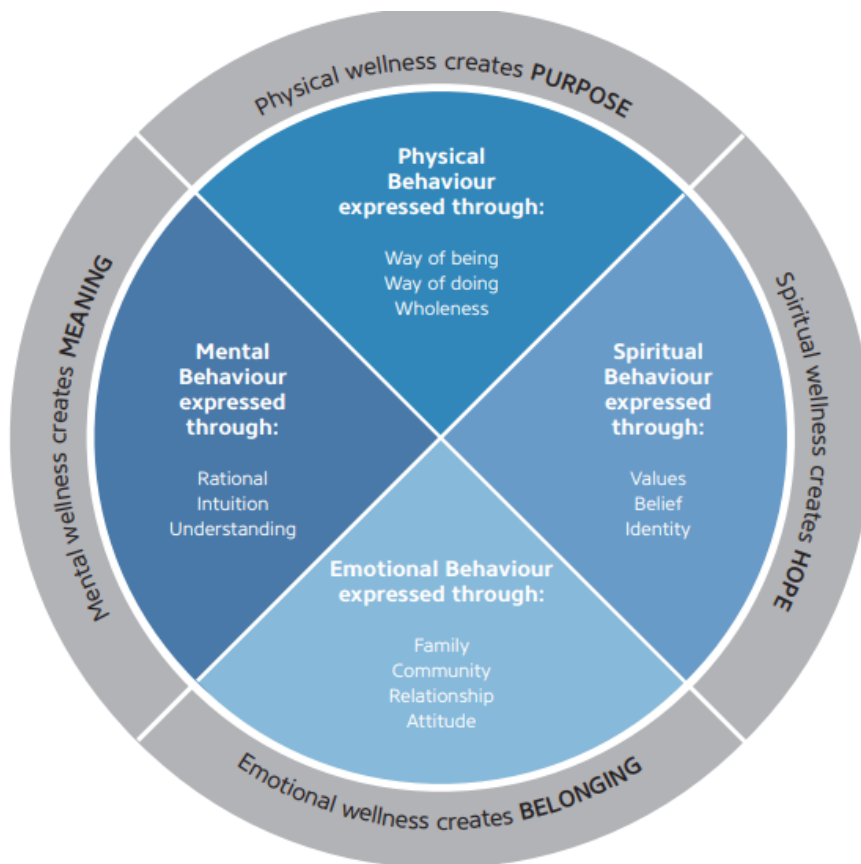 Physical wellness creates PURPOSE
Physical
Behaviour
expressed through:
Way of being
Way of doing
Wholeness
Mental wellness creates MEANING
Mental
Behaviour
expressed
through:
Rational
Intuition
Understanding
Spiritual
Behaviour
expressed
through:
Values
Belief
Identity
Spiritual wellness creates HOPE
Emotional Behaviour
expressed through:
Family
Community
Relationship
Attitude
Emotional wellness creates BELONGING